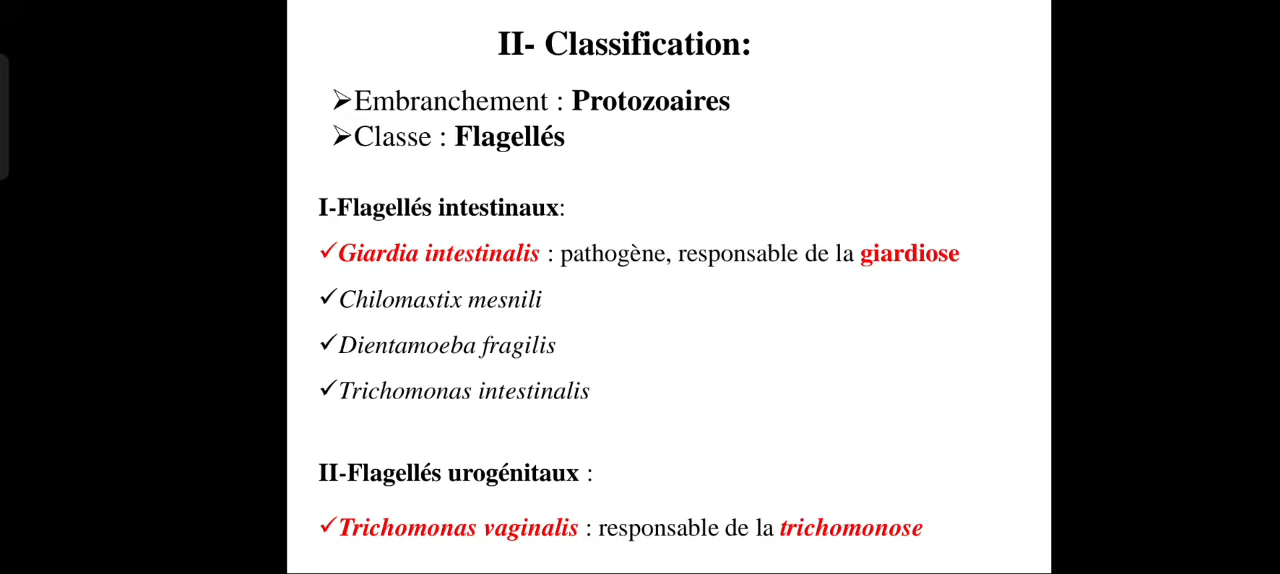 II- Classification:
➢Embranchement : Protozoaires
➢Classe : Flagellés
I-Flagellés intestinaux:
✓Giardia intestinalis : pathogène, responsable de la giardiose
✓Chilomastix mesnili
✓Dientamoeba fragilis
✓Trichomonas intestinalis
II-Flagellés urogénitaux :
✓Trichomonas vaginalis : responsable de la trichomonose